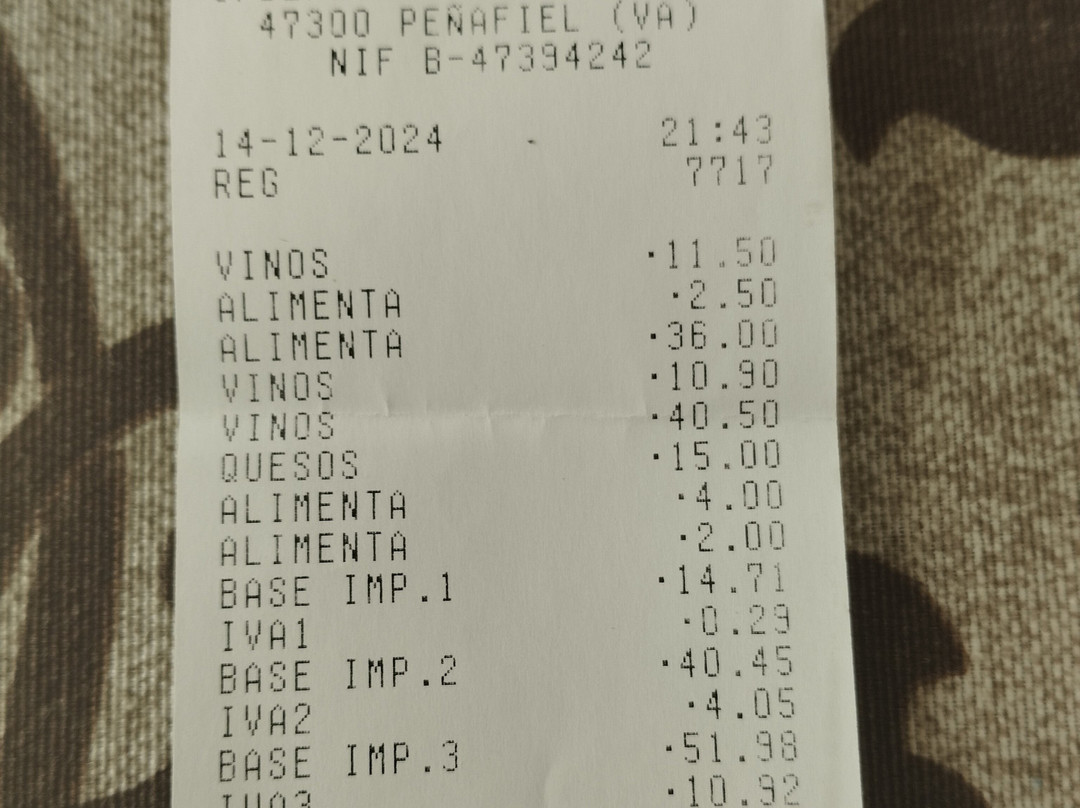 47300 PEÑAFIEL (VA)
NIF B-47394242
14-12-2024 21:43
REG 7717
VINOS ·11.50
ALIMENTA ·2.50
ALIMENTA ·36.00
VINOS ·10.90
VINOS ·40.50
QUESOS ·15.00
ALIMENTA ·4.00
ALIMENTA ·2.00
BASE IMP.1 ·14.71
IVA1 ·0.29
BASE IMP.2 ·40.45
IVA2 ·4.05
BASE IMP.3 ·51.98
IVA3 ·10.92